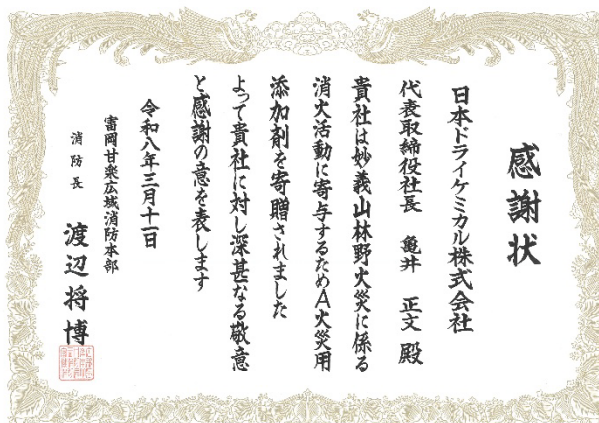 感謝状
日本ドライケミカル株式会社
代表取締役社長 亀井 正文 殿
貴社は妙義山林野火災に係る
消火活動に寄与するためA火災用
添加剤を寄贈されました
よって貴社に対し深甚なる敬意
と感謝の意を表します
令和八年三月十二日
富岡甘楽広域消防本部
消防長 渡辺将博